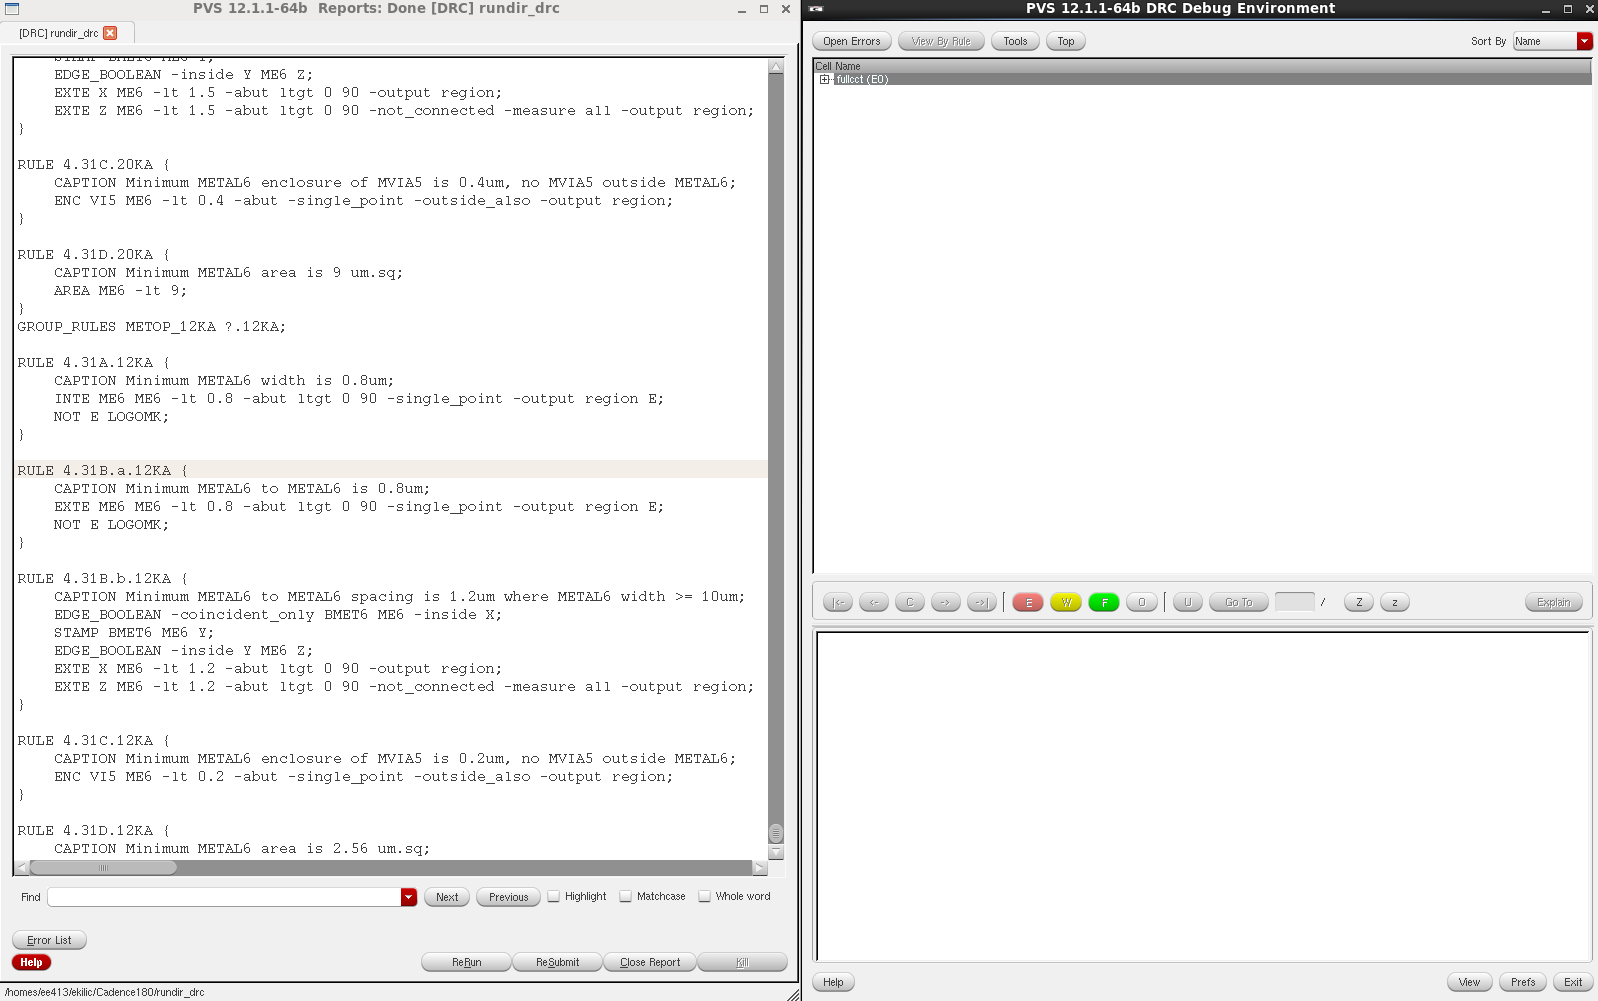 PVS 12.1.1-64b  Reports: Done [DRC] rundir_drc
[DRC] rundir_drc
EDGE_BOOLEAN -inside Y ME6 Z;
EXTE X ME6 -lt 1.5 -abut ltgt 0 90 -output region;
EXTE Z ME6 -lt 1.5 -abut ltgt 0 90 -not_connected -measure all -output region;
}
RULE 4.31C.20KA {
CAPTION Minimum METAL6 enclosure of MVIA5 is 0.4um, no MVIA5 outside METAL6;
ENC VI5 ME6 -lt 0.4 -abut -single_point -outside_also -output region;
}
RULE 4.31D.20KA {
CAPTION Minimum METAL6 area is 9 um.sq;
AREA ME6 -lt 9;
}
GROUP_RULES METOP_12KA ?.12KA;
RULE 4.31A.12KA {
CAPTION Minimum METAL6 width is 0.8um;
INTE ME6 ME6 -lt 0.8 -abut ltgt 0 90 -single_point -output region E;
NOT E LOGOMK;
}
RULE 4.31B.a.12KA {
CAPTION Minimum METAL6 to METAL6 is 0.8um;
EXTE ME6 ME6 -lt 0.8 -abut ltgt 0 90 -single_point -output region E;
NOT E LOGOMK;
}
RULE 4.31B.b.12KA {
CAPTION Minimum METAL6 to METAL6 spacing is 1.2um where METAL6 width >= 10um;
EDGE_BOOLEAN -coincident_only BMET6 ME6 -inside X;
STAMP BMET6 ME6 Y;
EDGE_BOOLEAN -inside Y ME6 Z;
EXTE X ME6 -lt 1.2 -abut ltgt 0 90 -output region;
EXTE Z ME6 -lt 1.2 -abut ltgt 0 90 -not_connected -measure all -output region;
}
RULE 4.31C.12KA {
CAPTION Minimum METAL6 enclosure of MVIA5 is 0.2um, no MVIA5 outside METAL6;
ENC VI5 ME6 -lt 0.2 -abut -single_point -outside_also -output region;
}
RULE 4.31D.12KA {
CAPTION Minimum METAL6 area is 2.56 um.sq;
Find Next Previous Highlight Matchcase Whole word
Error List
Help ReRun ReSubmit Close Report Kill
/homes/ee413/ekilic/Cadence180/rundir_drc
PVS 12.1.1-64b DRC Debug Environment
Open Errors View By Rule Tools Top Sort By Name
Cell Name
fullcct (E0)
|<- <- C -> ->| E W F O U Go To / Z z Explain
Help View Prefs Exit